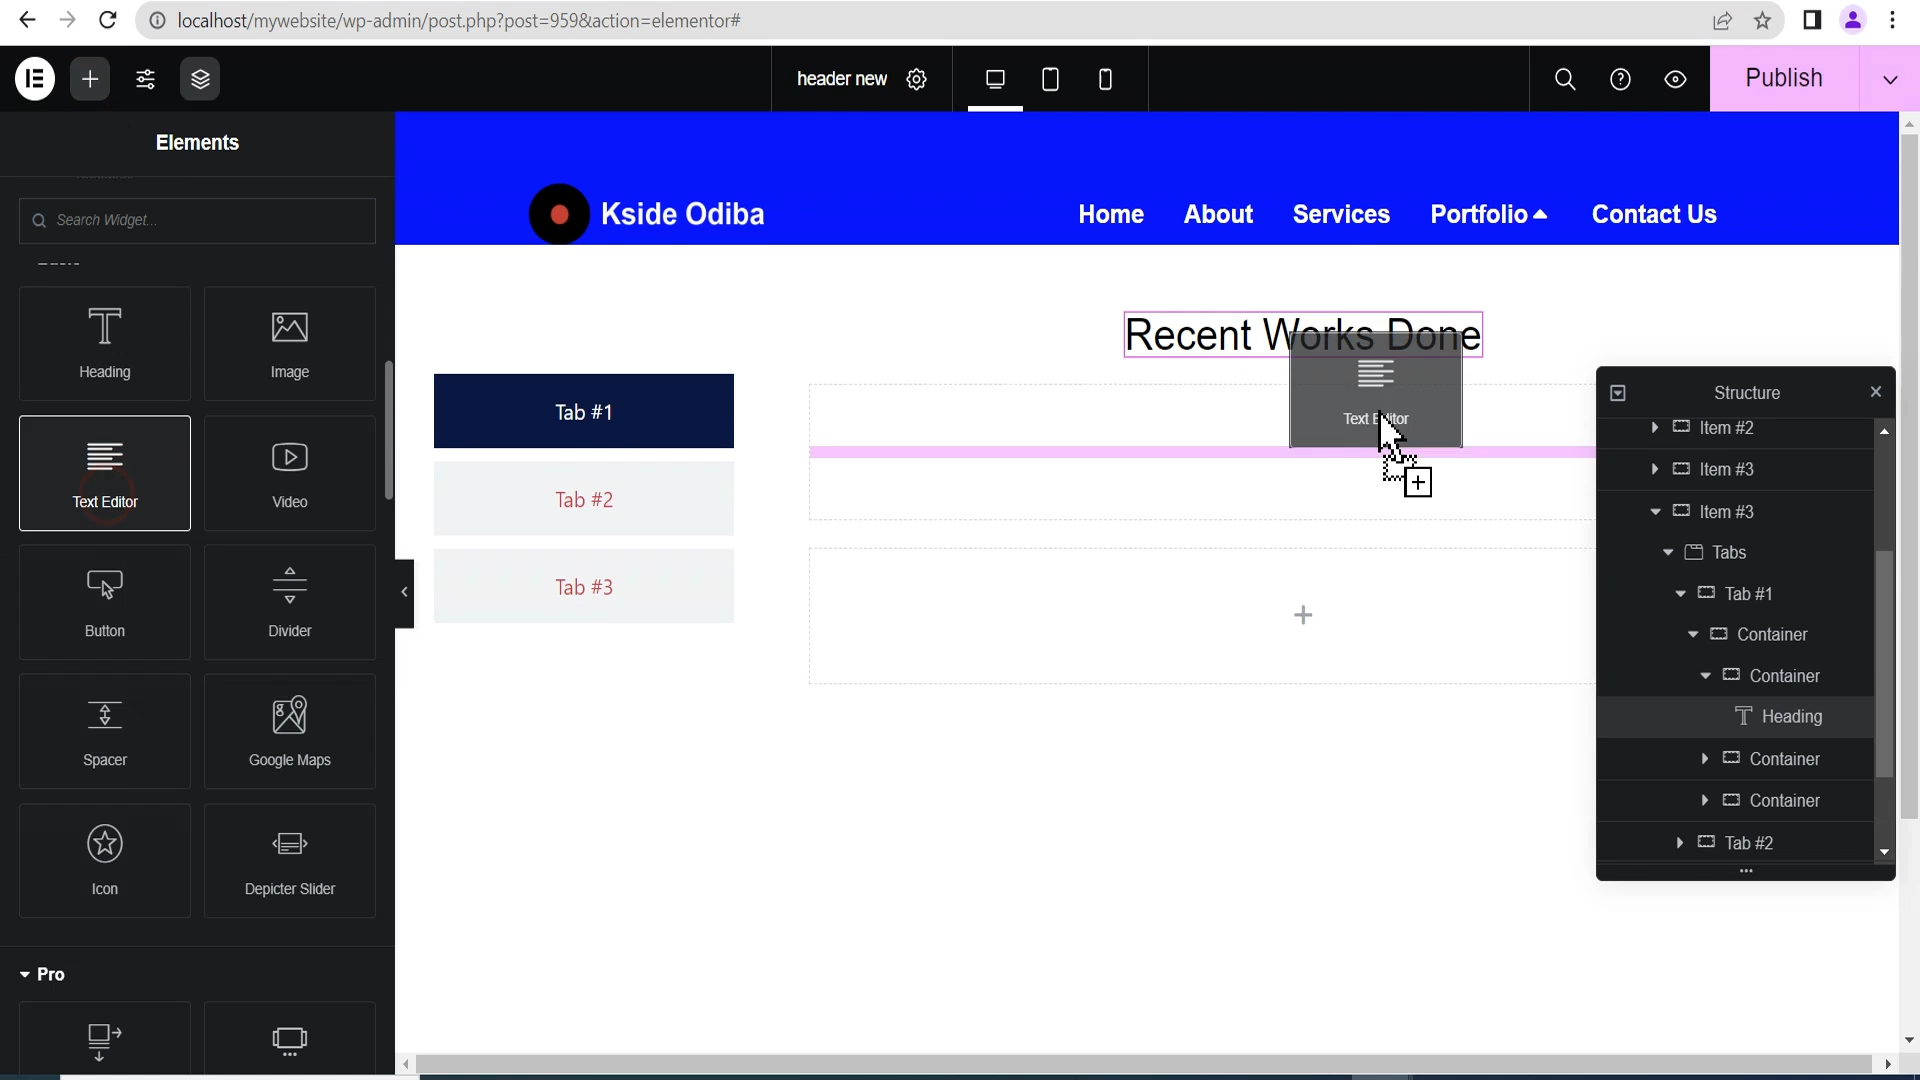 localhost/mywebsite/wp-admin/post.php?post=959&action=elementor#
header new
Publish
Elements
Search Widget...
Heading
Image
Text Editor
Video
Button
Divider
Spacer
Google Maps
Icon
Depicter Slider
Pro
Kside Odiba
Home
About
Services
Portfolio
Contact Us
Recent Works Done
Text Editor
Tab #1
Tab #2
Tab #3
Structure
Item #2
Item #3
Item #3
Tabs
Tab #1
Container
Container
Heading
Container
Container
Tab #2